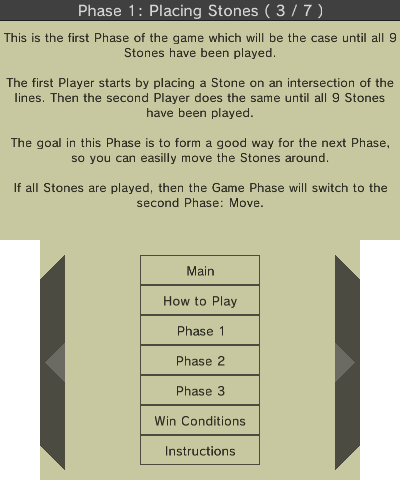 Phase 1: Placing Stones ( 3 / 7 )
This is the first Phase of the game which will be the case until all 9
Stones have been played.
The first Player starts by placing a Stone on an intersection of the
lines. Then the second Player does the same until all 9 Stones
have been played.
The goal in this Phase is to form a good way for the next Phase,
so you can easilly move the Stones around.
If all Stones are played, then the Game Phase will switch to the
second Phase: Move.
Main
How to Play
Phase 1
Phase 2
Phase 3
Win Conditions
Instructions